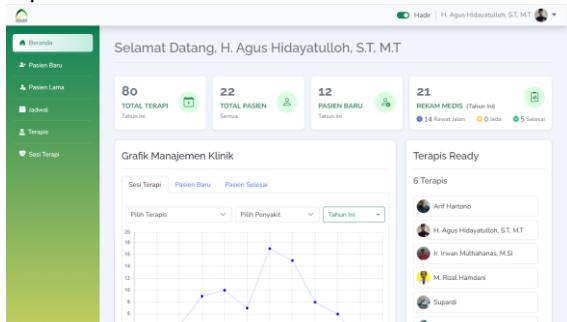 Hadir
H. Agus Hidayatulloh, S.T, M.T
Beranda
Pasien Baru
Pasien Lama
Jadwal
Terapis
Sesi Terapi
Selamat Datang, H. Agus Hidayatulloh, S.T, M.T
80
TOTAL TERAPI
Tahun ini
22
TOTAL PASIEN
Semua
12
PASIEN BARU
Tahun ini
21
REKAM MEDIS (Tahun Ini)
14 Rawat Jalan 0 Jeda 5 Selesai
Grafik Manajemen Klinik
Sesi Terapi Pasien Baru Pasien Selesai
Pilih Terapis Pilih Penyakit Tahun Ini
20
18
16
14
12
10
8
6
Terapis Ready
6 Terapis
Arif Hartono
H. Agus Hidayatulloh, S.T, M.T
Ir. Irwan Muthahanas, M.Si
M. Rizal Hamdani
Supardi